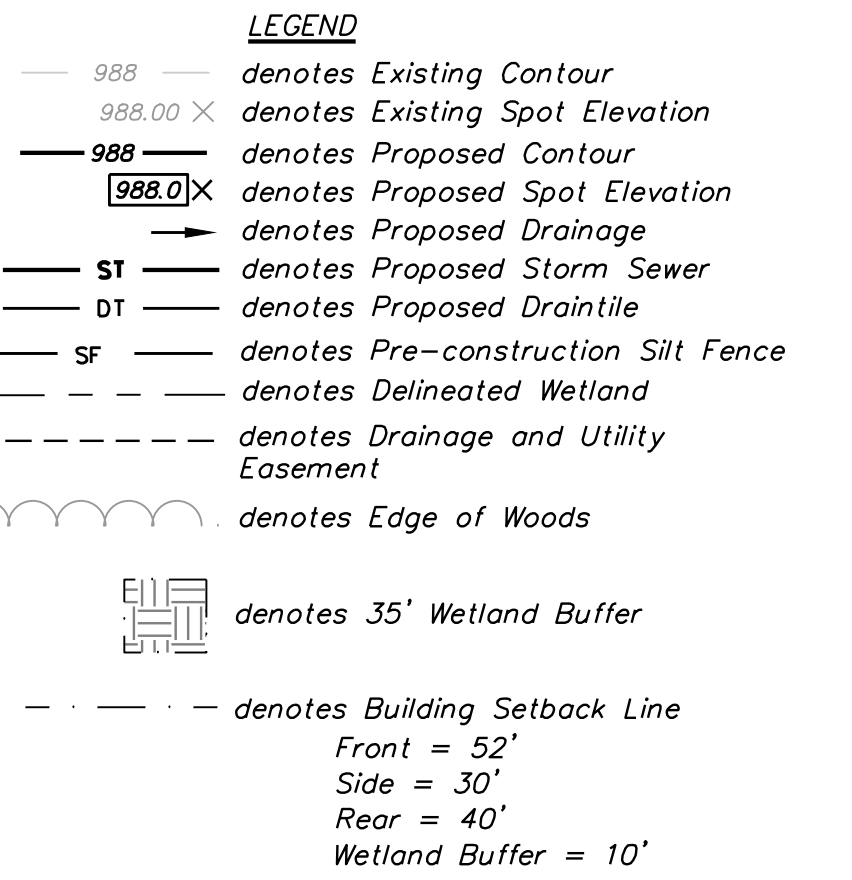 LEGEND
988 denotes Existing Contour
988.00 X denotes Existing Spot Elevation
988 denotes Proposed Contour
988.0 X denotes Proposed Spot Elevation
denotes Proposed Drainage
ST denotes Proposed Storm Sewer
DT denotes Proposed Draintile
SF denotes Pre-construction Silt Fence
denotes Delineated Wetland
denotes Drainage and Utility
Easement
denotes Edge of Woods
denotes 35' Wetland Buffer
denotes Building Setback Line
Front = 52'
Side = 30'
Rear = 40'
Wetland Buffer = 10'